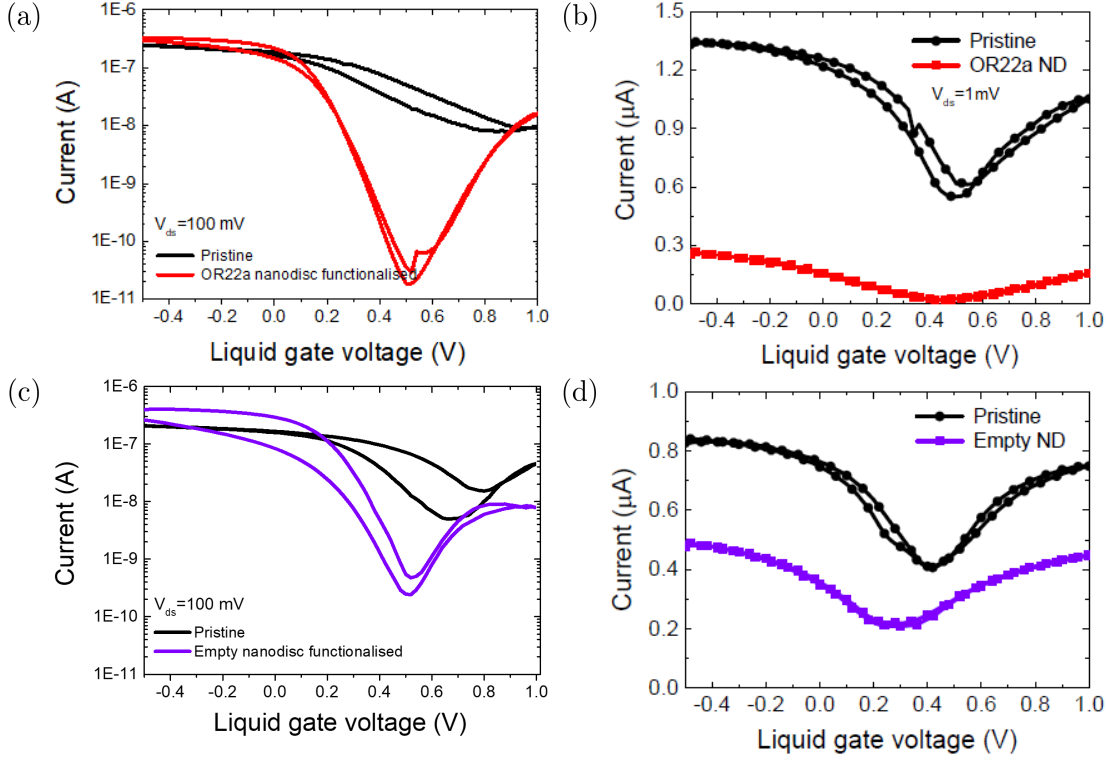 (a)
1E-6
1E-7
1E-8
1E-9
1E-10
1E-11
Current (A)
V_ds=100 mV
Pristine
OR22a nanodisc functionalised
-0.4 -0.2 0.0 0.2 0.4 0.6 0.8 1.0
Liquid gate voltage (V)
(b)
1.5
1.2
0.9
0.6
0.3
0.0
Current (µA)
Pristine
OR22a ND
V_ds=1mV
-0.4 -0.2 0.0 0.2 0.4 0.6 0.8 1.0
Liquid gate voltage (V)
(c)
1E-6
1E-7
1E-8
1E-9
1E-10
1E-11
Current (A)
V_ds=100 mV
Pristine
Empty nanodisc functionalised
-0.4 -0.2 0.0 0.2 0.4 0.6 0.8 1.0
Liquid gate voltage (V)
(d)
1.0
0.8
0.6
0.4
0.2
0.0
Current (µA)
Pristine
Empty ND
-0.4 -0.2 0.0 0.2 0.4 0.6 0.8 1.0
Liquid gate voltage (V)